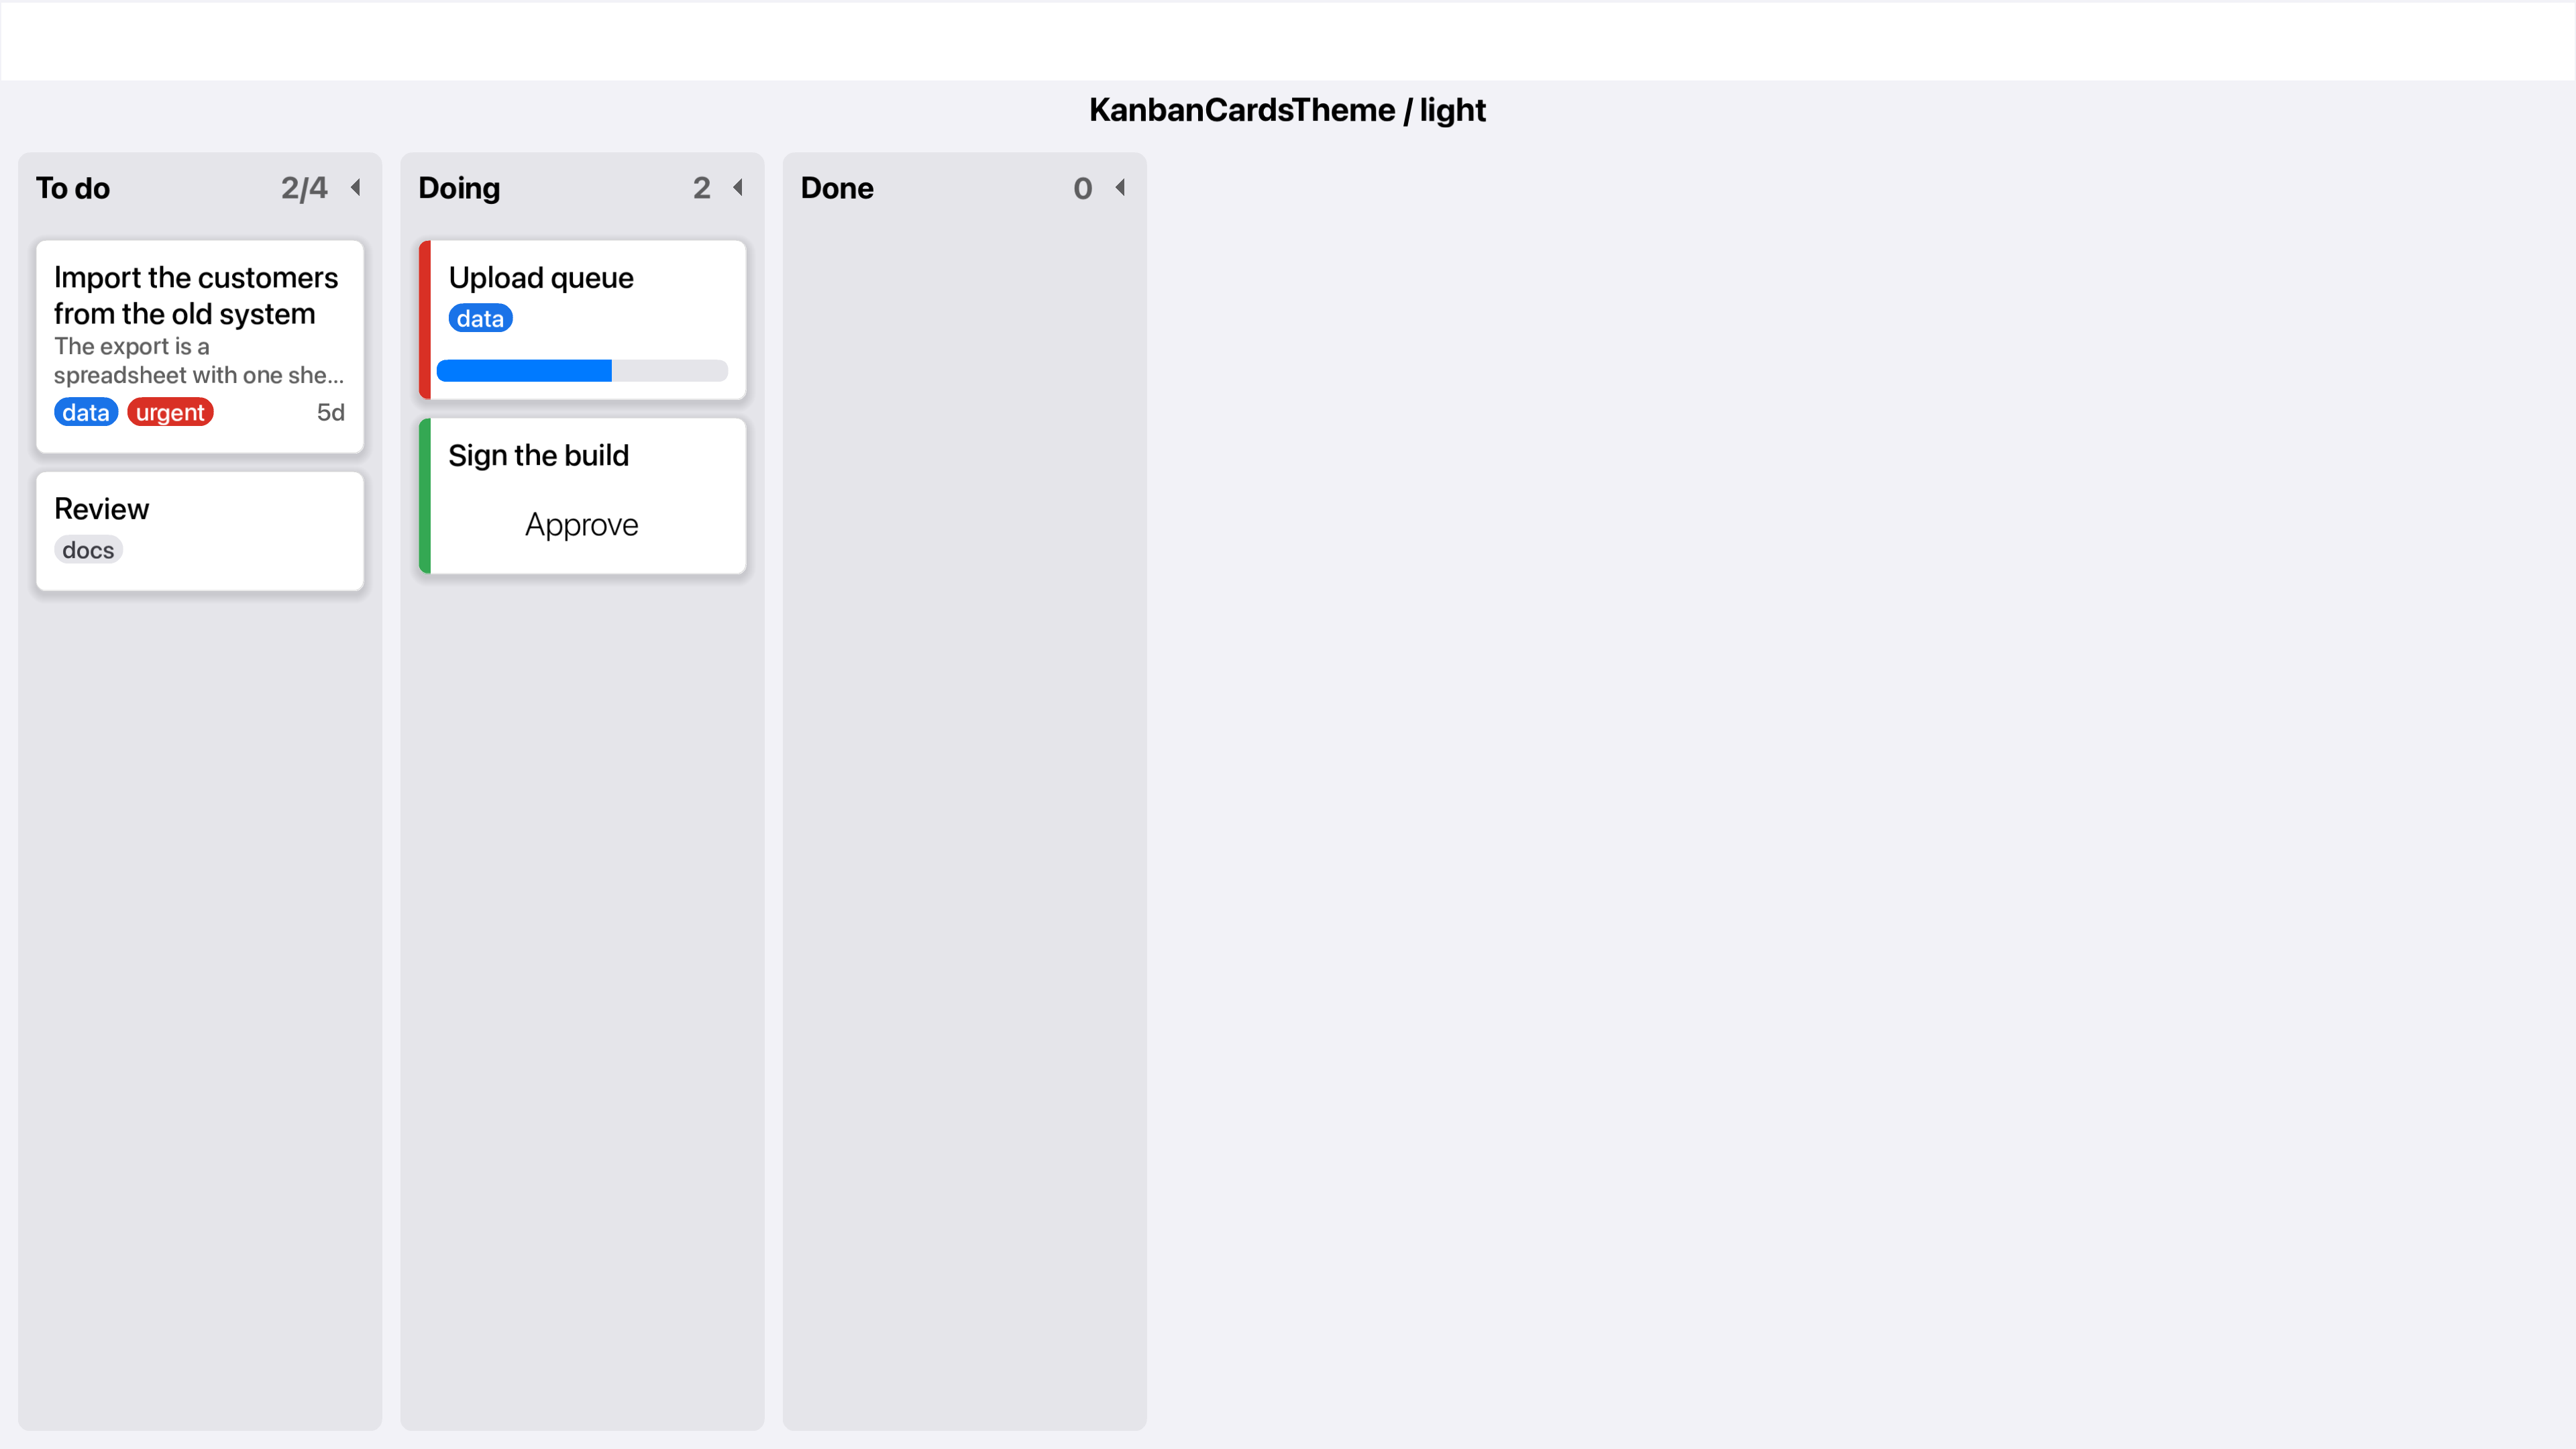 KanbanCardsTheme / light
To do 2/4
Import the customers
from the old system
The export is a
spreadsheet with one she...
data urgent 5d
Review
docs
Doing 2
Upload queue
data
Sign the build
Approve
Done 0